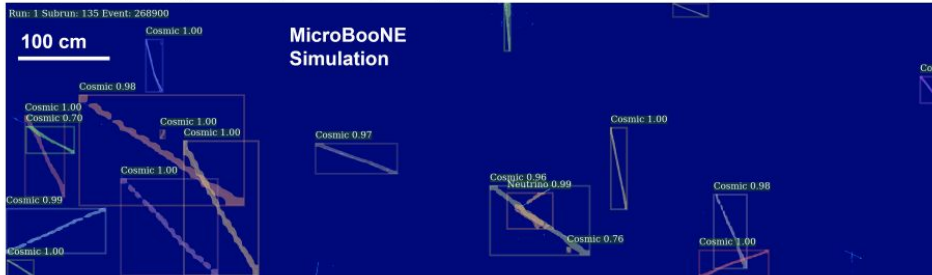 Run: 1 Subrun: 135 Event: 268900
100 cm
MicroBooNE
Simulation
Cosmic 1.00
Cosmic 0.98
Cosmic 1.00
Cosmic 0.70
Cosmic 1.00
Cosmic 1.00
Cosmic 0.97
Cosmic 1.00
Cosmic 1.00
Cosmic 0.96
Neutrino 0.99
Cosmic 0.76
Cosmic 0.98
Cosmic 0.99
Cosmic 1.00
Cosmic 1.00
Co